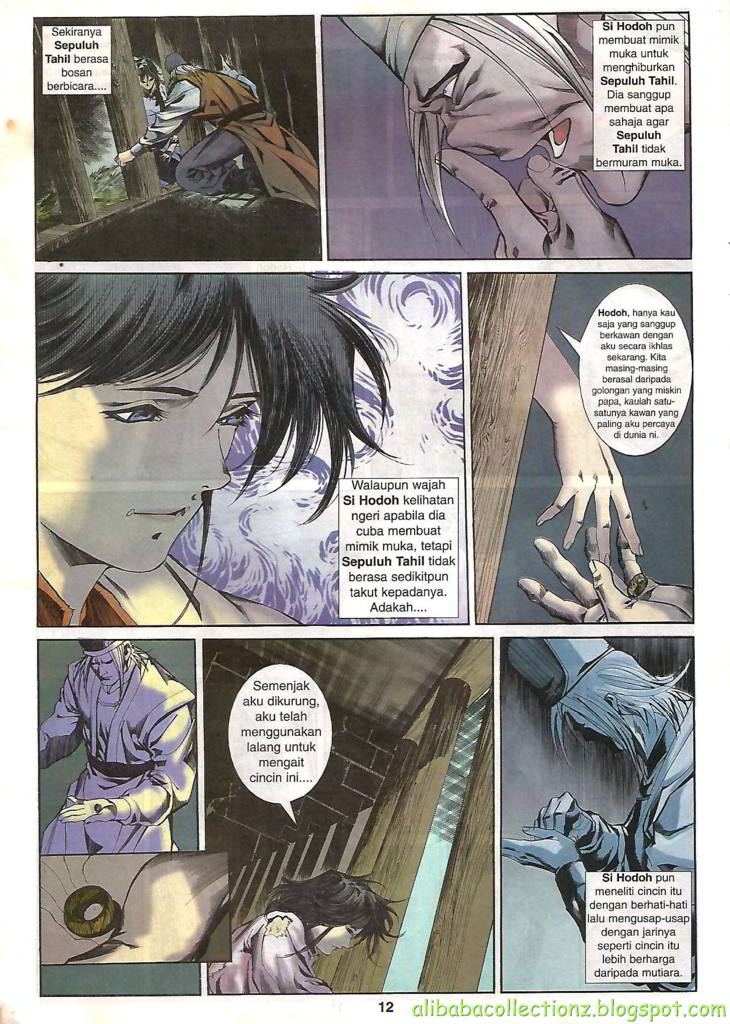 Sekiranya
Sepuluh
Tahil berasa
bosan
berbicara....
Si Hodoh pun
membuat mimik
muka untuk
menghiburkan
Sepuluh Tahil.
Dia sanggup
membuat apa
sahaja agar
Sepuluh
Tahil tidak
bermuram muka.
Walaupun wajah
Si Hodoh kelihatan
ngeri apabila dia
cuba membuat
mimik muka, tetapi
Sepuluh Tahil tidak
berasa sedikitpun
takut kepadanya.
Adakah....
Hodoh, hanya kau
saja yang sanggup
berkawan dengan
aku secara ikhlas
sekarang. Kita
masing-masing
berasal daripada
golongan yang miskin
papa, kaulah satu-
satunya kawan yang
paling aku percaya
di dunia ni.
Semenjak
aku dikurung,
aku telah
menggunakan
lalang untuk
mengait
cincin ini....
Si Hodoh pun
meneliti cincin itu
dengan berhati-hati
lalu mengusap-usap
dengan jarinya
seperti cincin itu
lebih berharga
daripada mutiara.
12
alibabacollectionz.blogspot.com